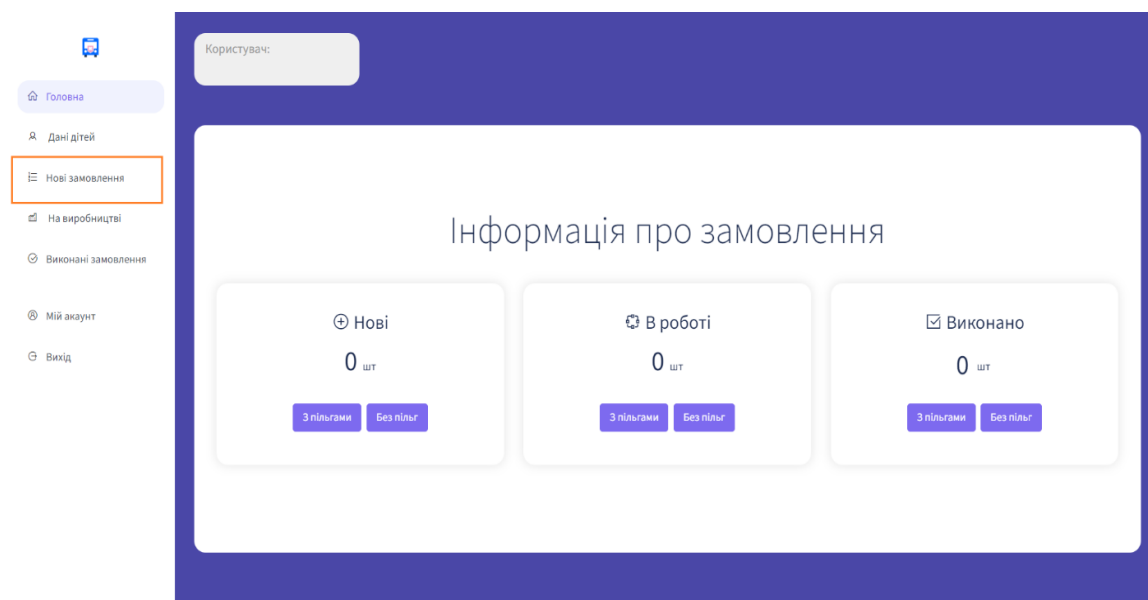 Користувач:
Головна
Дані дітей
Нові замовлення
На виробництві
Виконані замовлення
Мій акаунт
Вихід
Інформація про замовлення
Нові
0 шт
З пільгами Без пільг
В роботі
0 шт
З пільгами Без пільг
Виконано
0 шт
З пільгами Без пільг